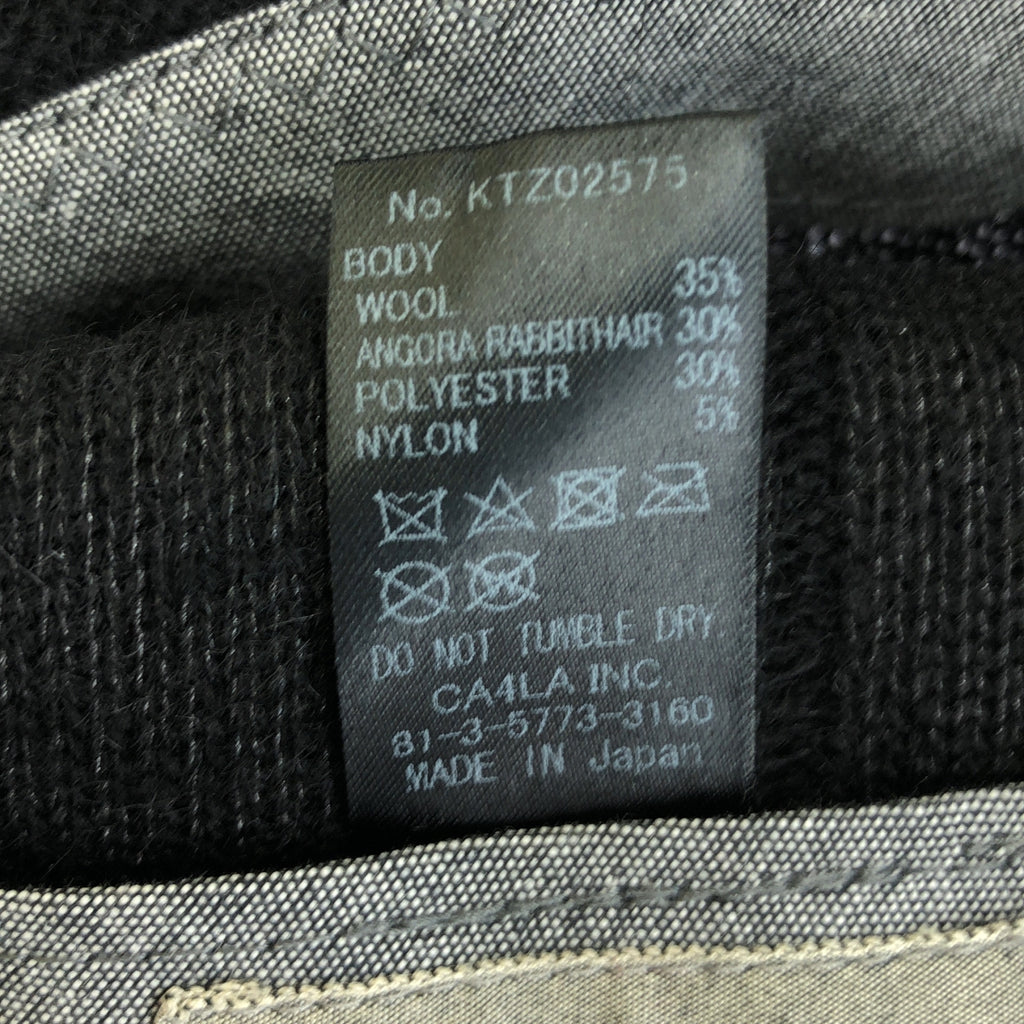 No. KTZ02575
BODY
WOOL 35%
ANGORA RABBITHAIR 30%
POLYESTER 30%
NYLON 5%
DO NOT TUMBLE DRY
CA4LA INC.
81-3-5773-3160
MADE IN Japan